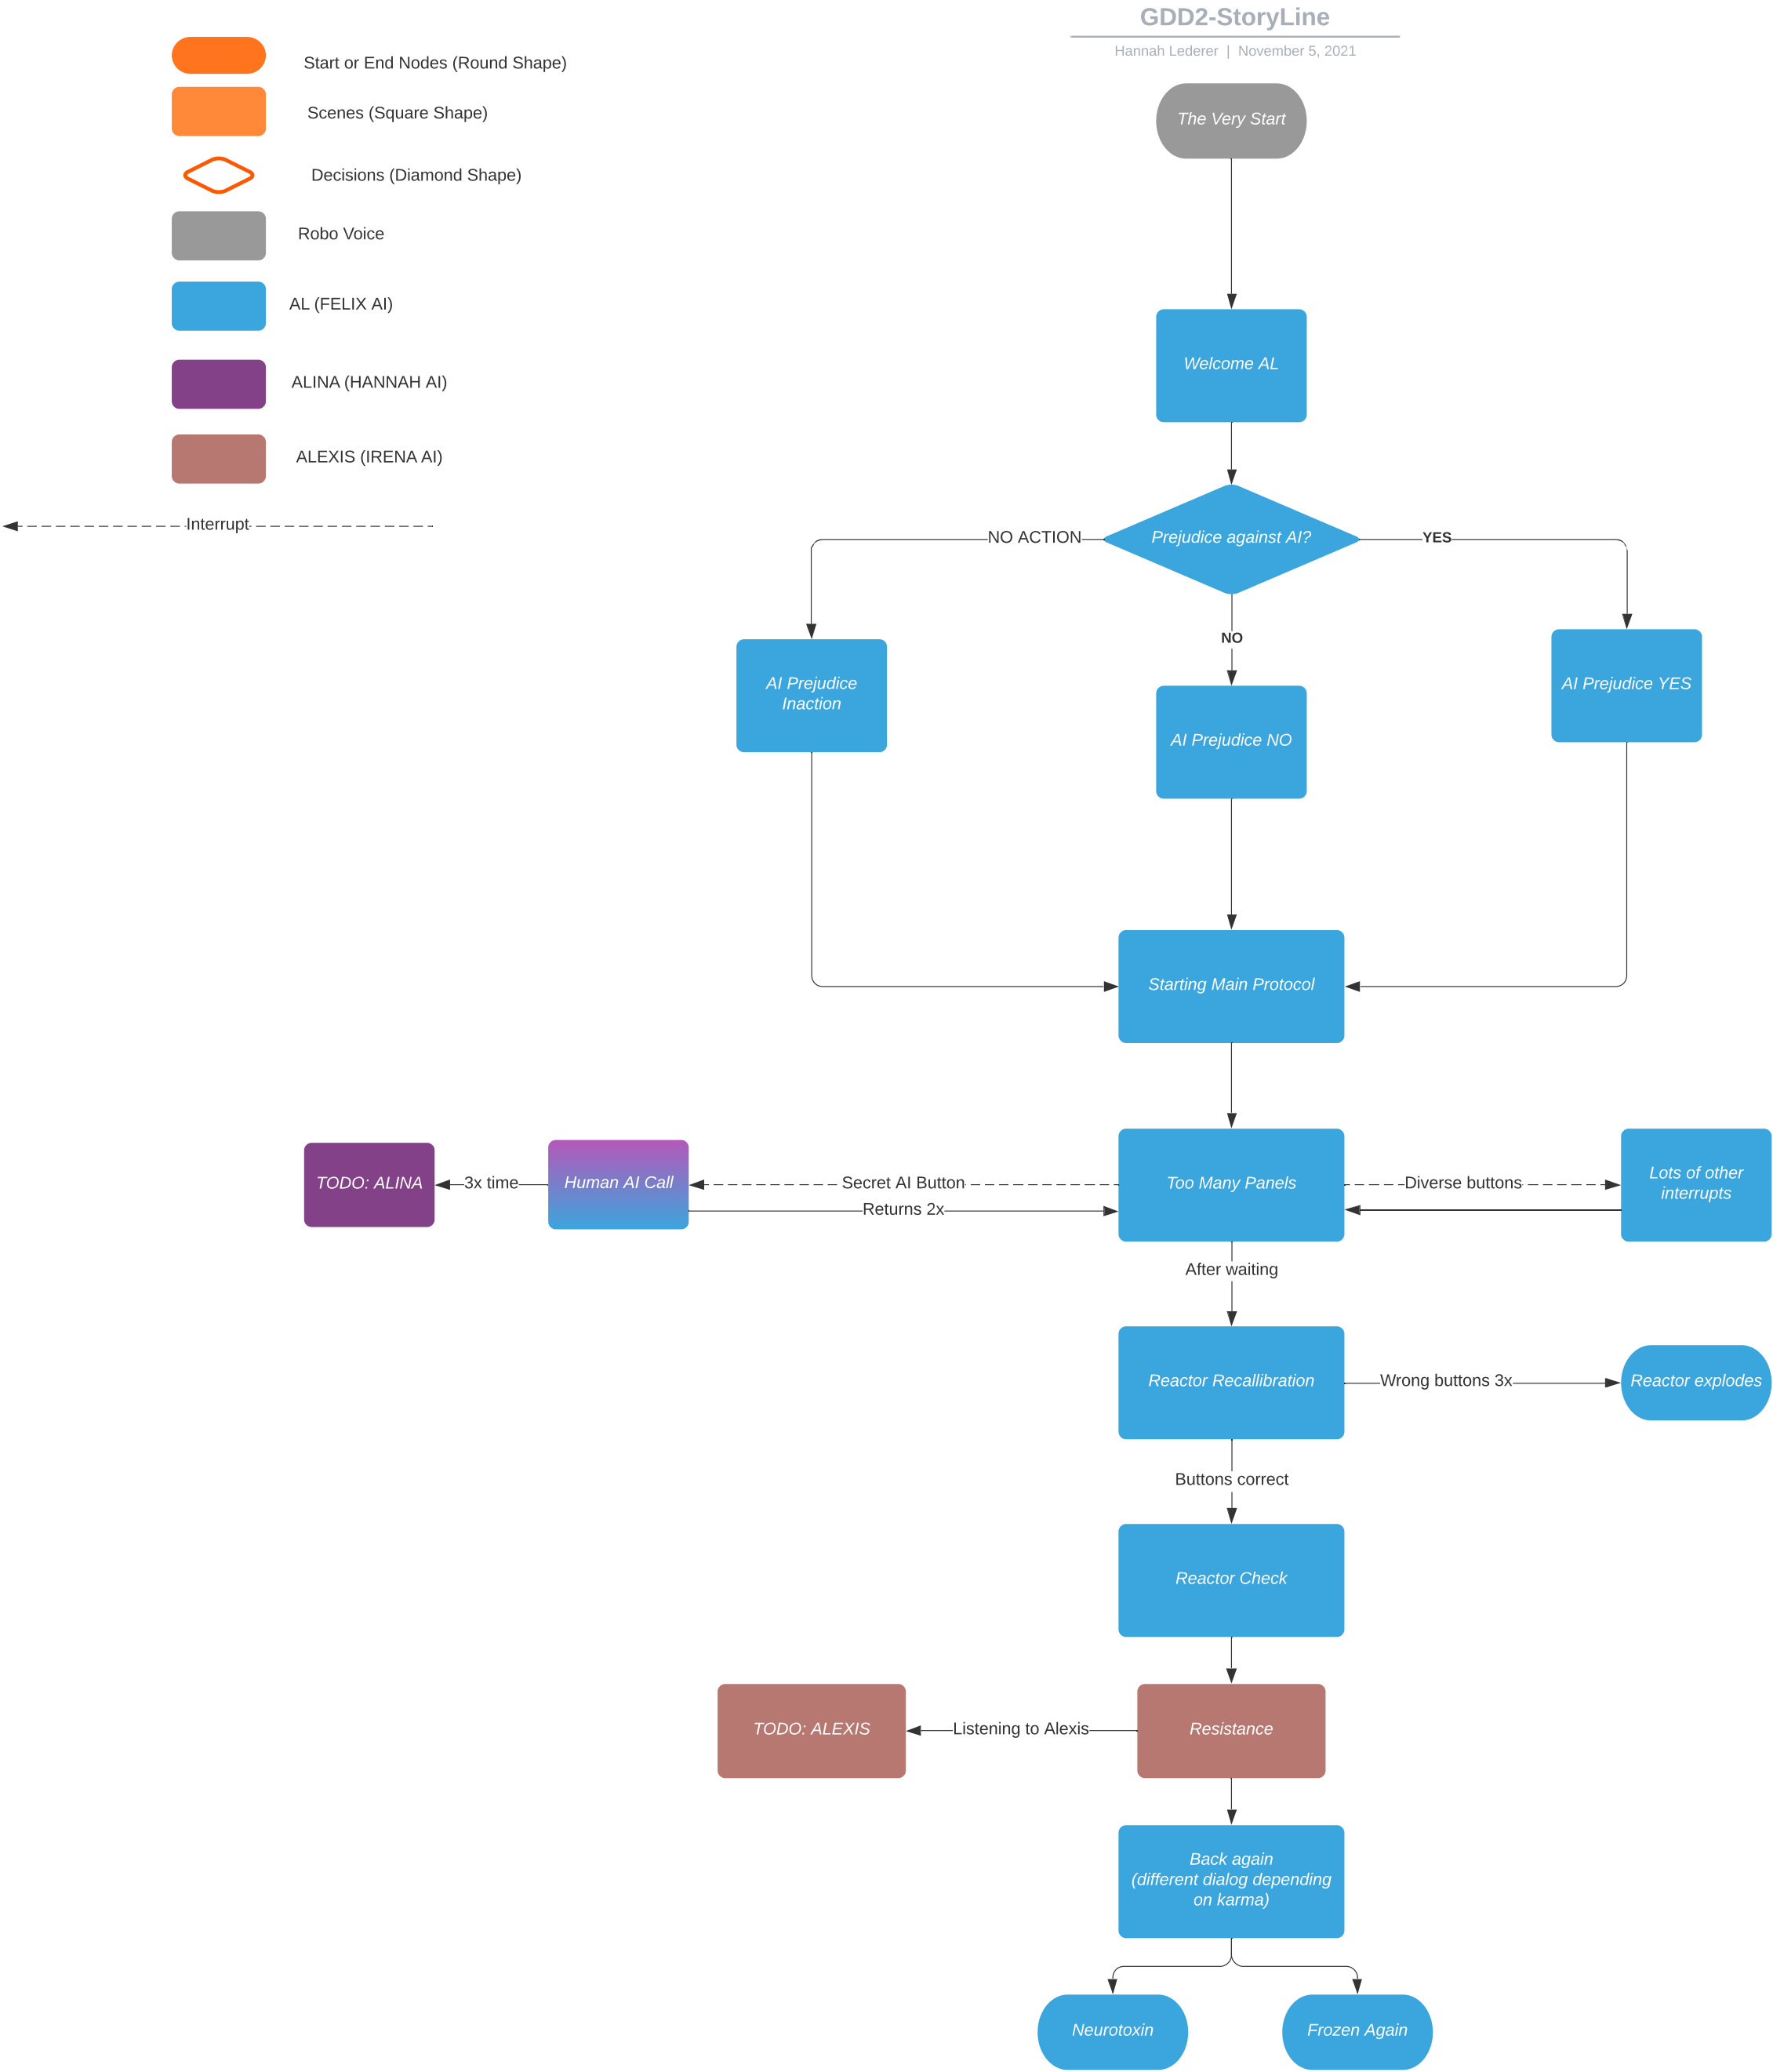 GDD2-StoryLine
Hannah Lederer | November 5, 2021
Start or End Nodes (Round Shape)
Scenes (Square Shape)
Decisions (Diamond Shape)
Robo Voice
AL (FELIX AI)
ALINA (HANNAH AI)
ALEXIS (IRENA AI)
Interrupt
The Very Start
Welcome AL
Prejudice against AI?
NO ACTION
YES
NO
AI Prejudice
Inaction
AI Prejudice NO
AI Prejudice YES
Starting Main Protocol
TODO: ALINA
3x time
Human AI Call
Secret AI Button
Returns 2x
Too Many Panels
Diverse buttons
Lots of other
interrupts
After waiting
Reactor Recallibration
Wrong buttons 3x
Reactor explodes
Buttons correct
Reactor Check
TODO: ALEXIS
Listening to Alexis
Resistance
Back again
(different dialog depending
on karma)
Neurotoxin
Frozen Again